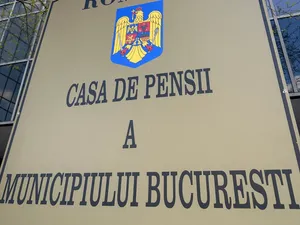 CASA DE PENSII
A
MUNICIPIULUI BUCURESTI